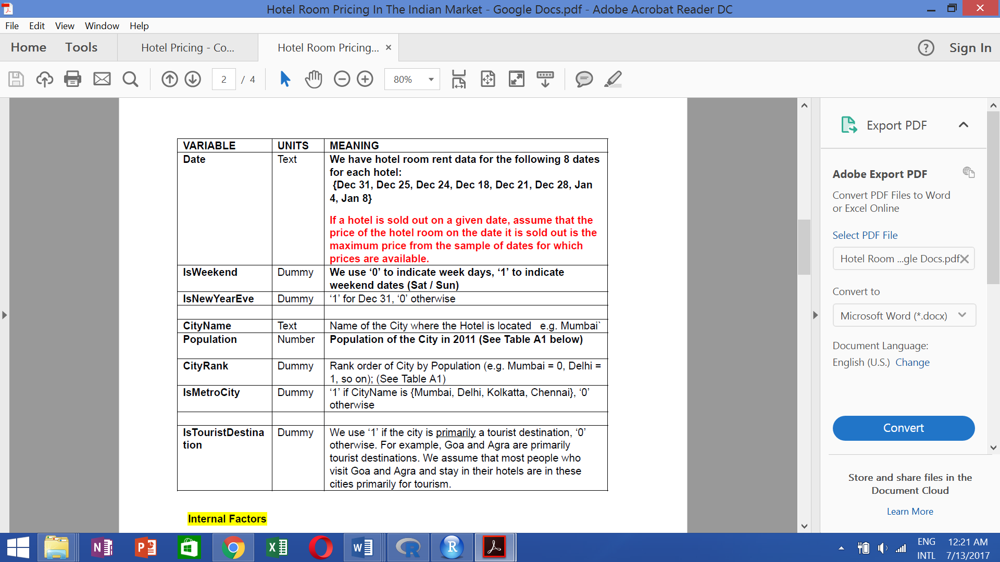 Hotel Room Pricing In The Indian Market - Google Docs.pdf - Adobe Acrobat Reader DC
File Edit View Window Help
Home Tools Hotel Pricing - Co... Hotel Room Pricing... × ? Sign In
2 / 4 80%
VARIABLE UNITS MEANING
Date Text We have hotel room rent data for the following 8 dates
for each hotel:
{Dec 31, Dec 25, Dec 24, Dec 18, Dec 21, Dec 28, Jan
4, Jan 8}
If a hotel is sold out on a given date, assume that the
price of the hotel room on the date it is sold out is the
maximum price from the sample of dates for which
prices are available.
IsWeekend Dummy We use ‘0’ to indicate week days, ‘1’ to indicate
weekend dates (Sat / Sun)
IsNewYearEve Dummy ‘1’ for Dec 31, ‘0’ otherwise
CityName Text Name of the City where the Hotel is located e.g. Mumbai`
Population Number Population of the City in 2011 (See Table A1 below)
CityRank Dummy Rank order of City by Population (e.g. Mumbai = 0, Delhi =
1, so on); (See Table A1)
IsMetroCity Dummy ‘1’ if CityName is {Mumbai, Delhi, Kolkatta, Chennai}, ‘0’
otherwise
IsTouristDestina Dummy We use ‘1’ if the city is primarily a tourist destination, ‘0’
tion otherwise. For example, Goa and Agra are primarily
tourist destinations. We assume that most people who
visit Goa and Agra and stay in their hotels are in these
cities primarily for tourism.
Internal Factors
Export PDF
Adobe Export PDF
Convert PDF Files to Word
or Excel Online
Select PDF File
Hotel Room ...gle Docs.pdf
Convert to
Microsoft Word (*.docx)
Document Language:
English (U.S.) Change
Convert
Store and share files in the
Document Cloud
Learn More
N P X W R R
ENG 12:21 AM
INTL 7/13/2017